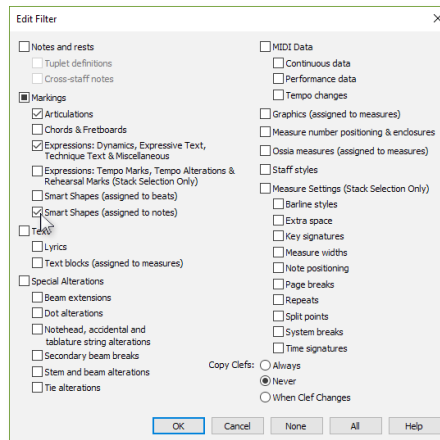 Edit Filter
Notes and rests
Tuplet definitions
Cross-staff notes
Markings
Articulations
Chords & Fretboards
Expressions: Dynamics, Expressive Text,
Technique Text & Miscellaneous
Expressions: Tempo Marks, Tempo Alterations &
Rehearsal Marks (Stack Selection Only)
Smart Shapes (assigned to beats)
Smart Shapes (assigned to notes)
Text
Lyrics
Text blocks (assigned to measures)
Special Alterations
Beam extensions
Dot alterations
Notehead, accidental and
tablature string alterations
Secondary beam breaks
Stem and beam alterations
Tie alterations
MIDI Data
Continuous data
Performance data
Tempo changes
Graphics (assigned to measures)
Measure number positioning & enclosures
Ossia measures (assigned to measures)
Staff styles
Measure Settings (Stack Selection Only)
Barline styles
Extra space
Key signatures
Measure widths
Note positioning
Page breaks
Repeats
Split points
System breaks
Time signatures
Copy Clefs:
Always
Never
When Clef Changes
OK
Cancel
None
All
Help